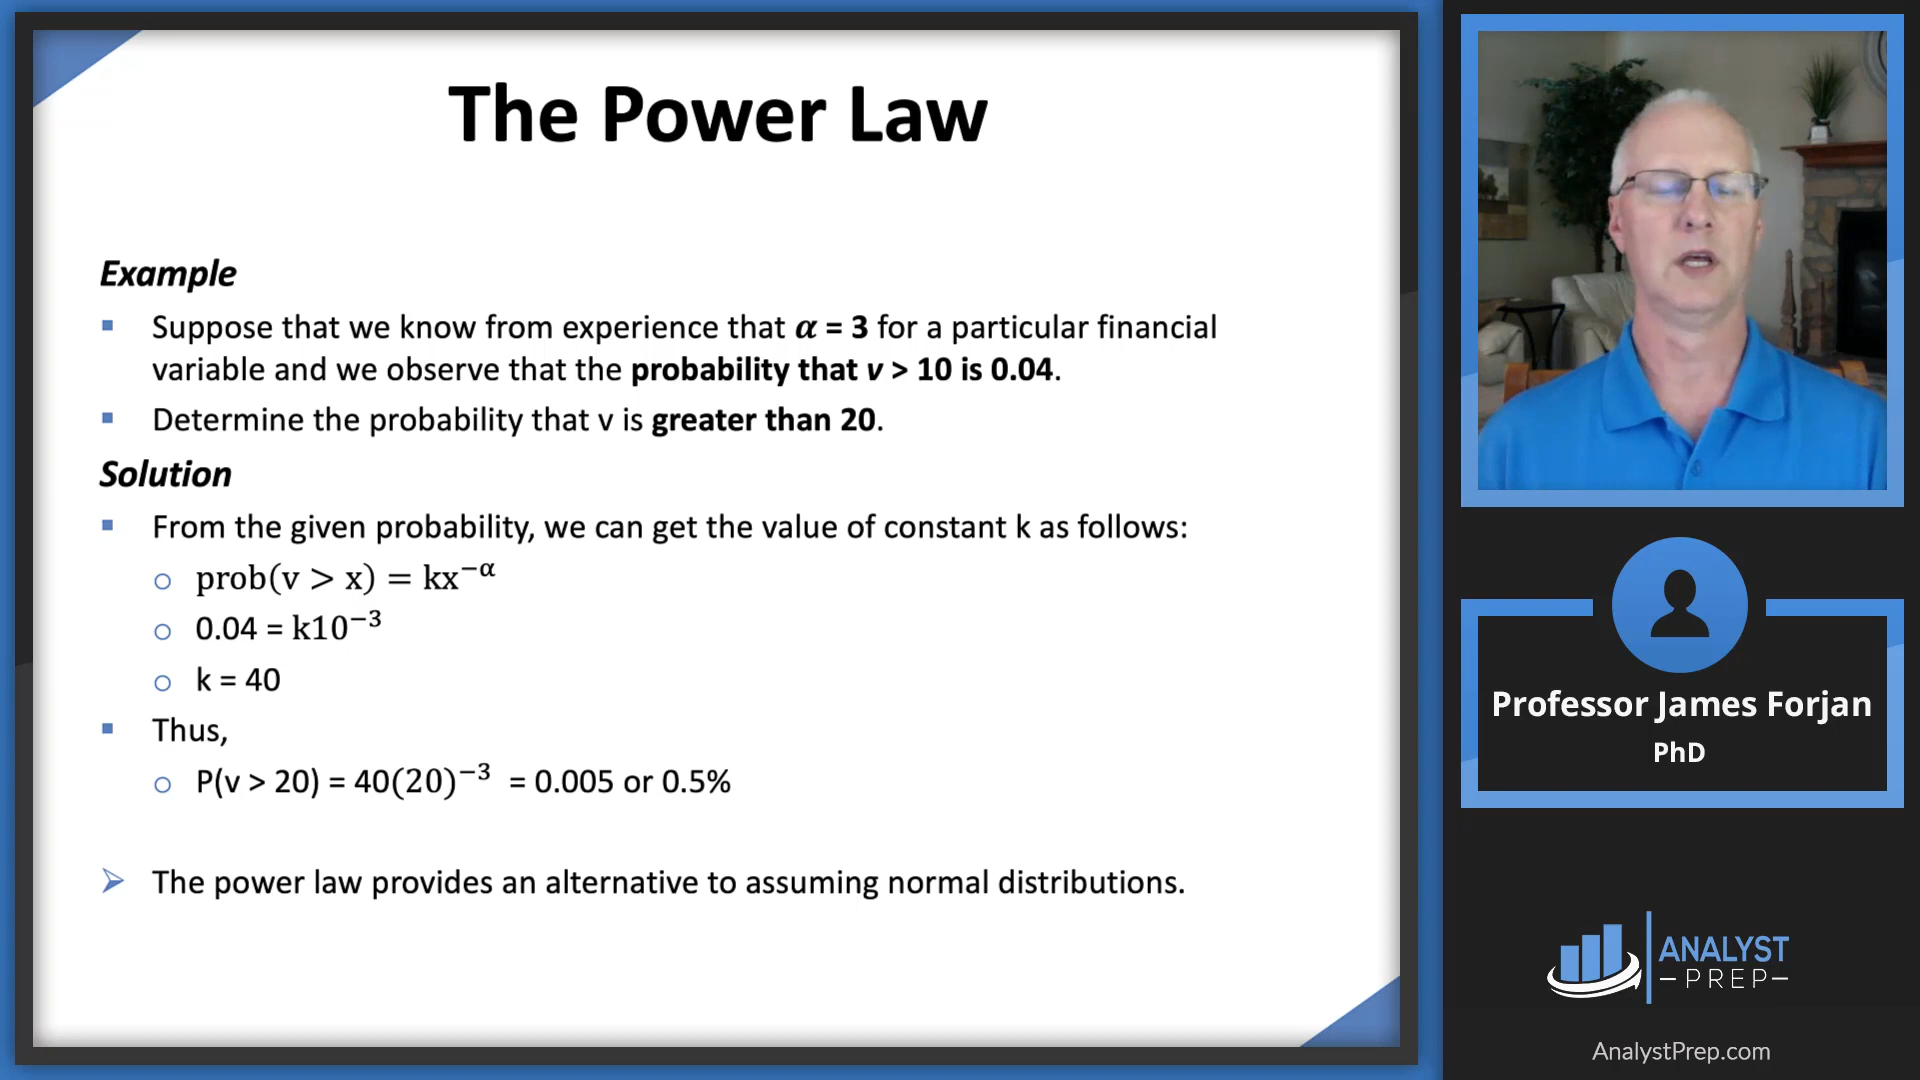 The Power Law
Example
▪ Suppose that we know from experience that α = 3 for a particular financial
variable and we observe that the probability that v > 10 is 0.04.
▪ Determine the probability that v is greater than 20.
Solution
▪ From the given probability, we can get the value of constant k as follows:
○ prob(v > x) = kx⁻ᵅ
○ 0.04 = k10⁻³
○ k = 40
▪ Thus,
○ P(v > 20) = 40(20)⁻³ = 0.005 or 0.5%
➢ The power law provides an alternative to assuming normal distributions.
Professor James Forjan
PhD
ANALYST
PREP
AnalystPrep.com